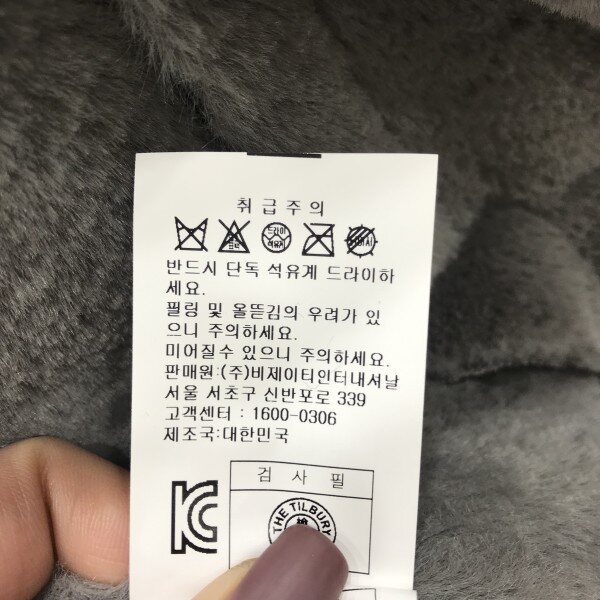 취급주의
드라이
석유계
반드시 단독 석유계 드라이하
세요.
필링 및 올뜯김의 우려가 있
으니 주의하세요.
미어질수 있으니 주의하세요.
판매원:(주)비제이티인터내셔날
서울 서초구 신반포로 339
고객센터 : 1600-0306
제조국:대한민국
검사필
THE TILBURY